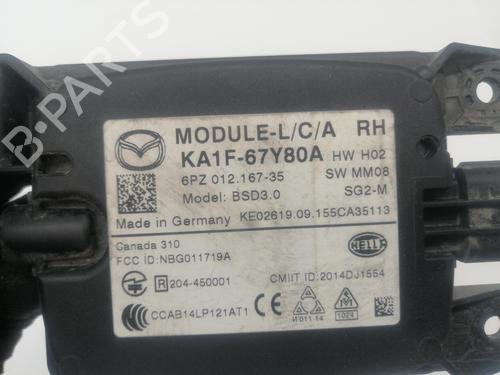 MODULE-L/C/A RH
KA1F-67Y80A HW H02
6PZ 012.167-35 SW MM08
Model: BSD3.0 SG2-M
Made in Germany KE02619.09.155CA35113
Canada 310
FCC ID:NBG011719A
HELLA
R 204-450001
CMIIT ID:2014DJ1554
CCAB14LP121AT1
CE
И 011 14
1024
B-PARTS